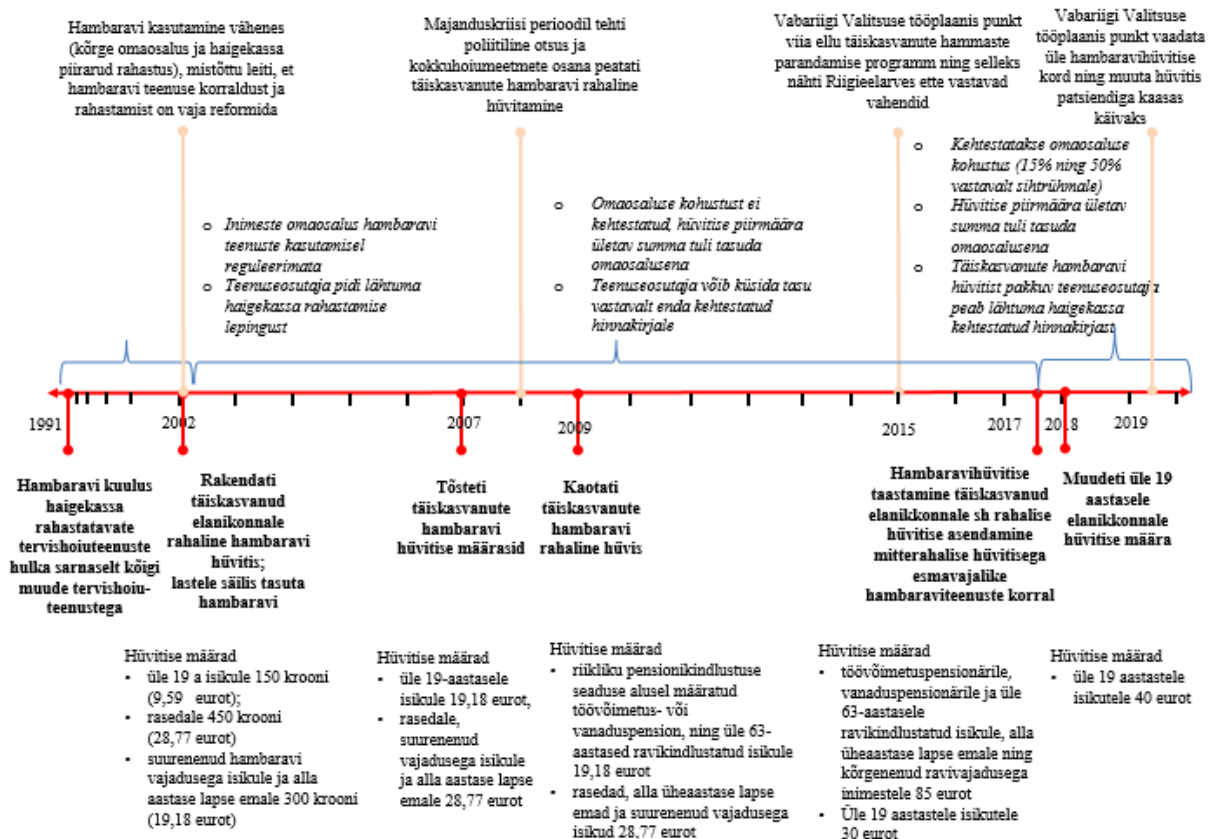 Hambaravi kasutamine vähenes
(kõrge omaosalus ja haigekassa
piirarud rahastus), mistõttu leiti, et
hambaravi teenuse korraldust ja
rahastamist on vaja reformida
Majanduskriisi perioodil tehti
poliitiline otsus ja
kokkuhoiumeetmete osana peatati
täiskasvanute hambaravi rahaline
hüvitamine
Vabariigi Valitsuse tööplaanis punkt
viia ellu täiskasvanute hammaste
parandamise programm ning selleks
nähti Riigieelarves ette vastavad
vahendid
Vabariigi Valitsuse
tööplaanis punkt vaadata
üle hambaravihüvitise
kord ning muuta hüvitis
patsiendiga kaasas
käivaks
o Inimeste omaosalus hambaravi
teenuste kasutamisel
reguleerimata
o Teenuseosutaja pidi lähtuma
haigekassa rahastamise
lepingust
o Omaosaluse kohustust ei
kehtestatud, hüvitise piirmäära
ületav summa tuli tasuda
omaosalusena
o Teenuseosutaja võib küsida tasu
vastavalt enda kehtestatud
hinnakirjale
o Kehtestatakse omaosaluse
kohustus (15% ning 50%
vastavalt sihtrühmale)
o Hüvitise piirmäära ületav
summa tuli tasuda
omaosalusena
o Täiskasvanute hambaravi
hüvitist pakkuv teenuseosutaja
peab lähtuma haigekassa
kehtestatud hinnakirjast
1991 2002 2007 2009 2015 2017 2018 2019
Hambaravi kuulus
haigekassa
rahastatavate
tervishoiuteenuste
hulka sarnaselt kõigi
muude tervishoiu-
teenustega
Rakendati
täiskasvanud
elanikonnale
rahaline hambaravi
hüvitis;
lastele säilis tasuta
hambaravi
Tõsteti
täiskasvanute
hambaravi
hüvitise määrasid
Kaotati
täiskasvanute
hambaravi
rahaline hüvis
Hambaravihüvitise
taastamine täiskasvanud
elanikkonnale sh rahalise
hüvitise asendamine
mitterahalise hüvitisega
esmavajalike
hambaraviteenuste korral
Muudeti üle 19
aastasele
elanikkonnale
hüvitise määra
Hüvitise määrad
▪ üle 19 a isikule 150 krooni
(9,59 eurot);
▪ rasedale 450 krooni
(28,77 eurot)
▪ suurenenud hambaravi
vajadusega isikule ja alla
aastase lapse emale 300 krooni
(19,18 eurot)
Hüvitise määrad
▪ üle 19-aastasele
isikule 19,18 eurot,
▪ rasedale,
suurenenud
vajadusega isikule
ja alla aastase lapse
emale 28,77 eurot
Hüvitise määrad
▪ riikliku pensionikindlustuse
seaduse alusel määratud
töövõimetus- või
vanaduspension, ning üle 63-
aastased ravikindlustatud isikule
19,18 eurot
▪ rasedad, alla üheaastase lapse
emad ja suurenenud vajadusega
isikud 28,77 eurot
Hüvitise määrad
▪ töövõimetuspensionärile,
vanaduspensionärile ja üle
63-aastasele
ravikindlustatud isikule, alla
üheaastase lapse emale ning
kõrgenenud ravivajadusega
inimestele 85 eurot
▪ Üle 19 aastastele isikutele
30 eurot
Hüvitise määrad
▪ üle 19 aastastele
isikutele 40 eurot